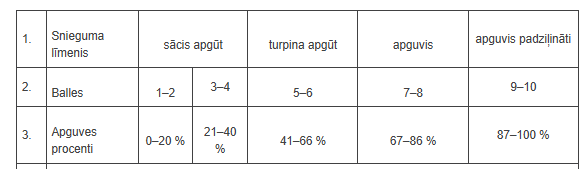 1. Snieguma līmenis sācis apgūt turpina apgūt apguvis apguvis padziļināti
2. Balles 1–2 3–4 5–6 7–8 9–10
3. Apguves procenti 0–20 % 21–40 % 41–66 % 67–86 % 87–100 %